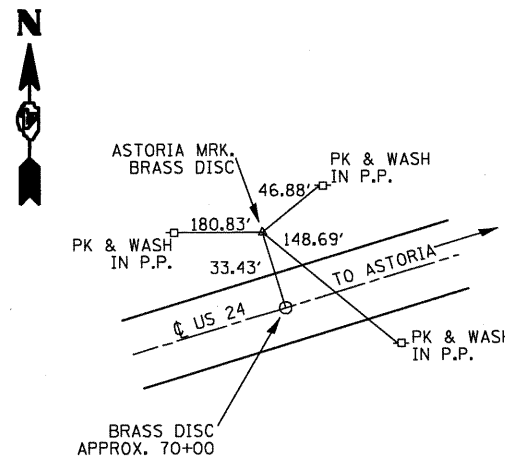 N
ASTORIA MRK.
BRASS DISC
PK & WASH
IN P.P.
46.88'
180.83'
PK & WASH
IN P.P.
148.69'
33.43'
TO ASTORIA
℄ US 24
PK & WASH
IN P.P.
BRASS DISC
APPROX. 70+00